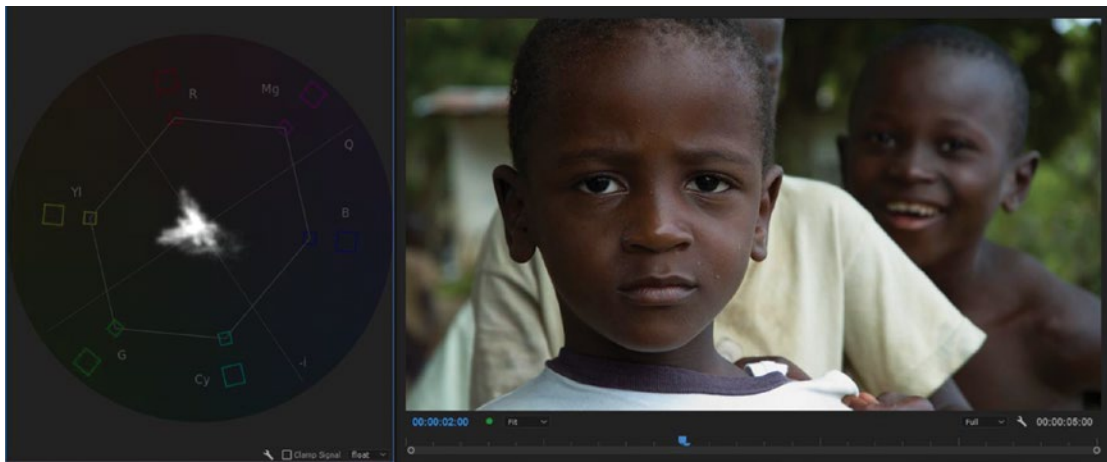 R
Mg
Q
Yl
B
G
Cy
-i
Clamp Signal float
00:00:02:00 Fit Full 00:00:05:00